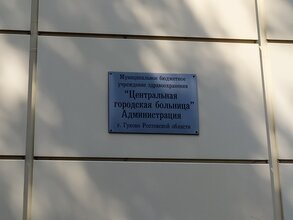 Муниципальное бюджетное
учреждение здравоохранения
"Центральная
городская больница"
Администрация
г. Гуково Ростовской области